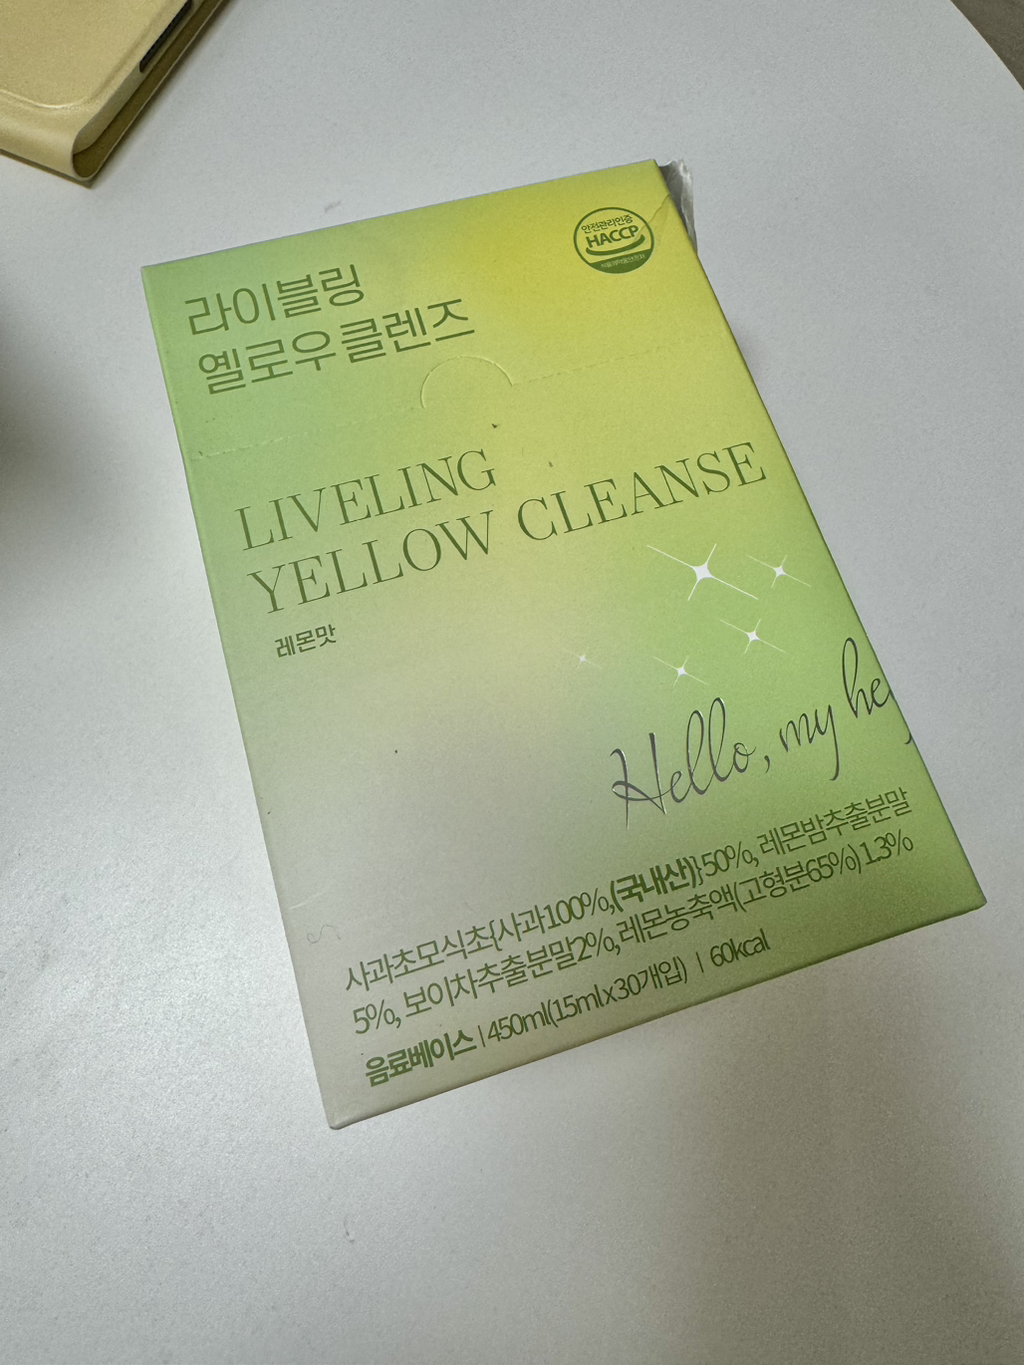 안전관리인증
HACCP
라이블링
옐로우 클렌즈
LIVELING
YELLOW CLEANSE
레몬맛
Hello, my
사과초모식초{사과100%,(국내산)}50%, 레몬밤추출분말
5%, 보이차추출분말2%, 레몬농축액(고형분65%) 1.3%
음료베이스 | 450ml(15ml x 30개입) | 60kcal